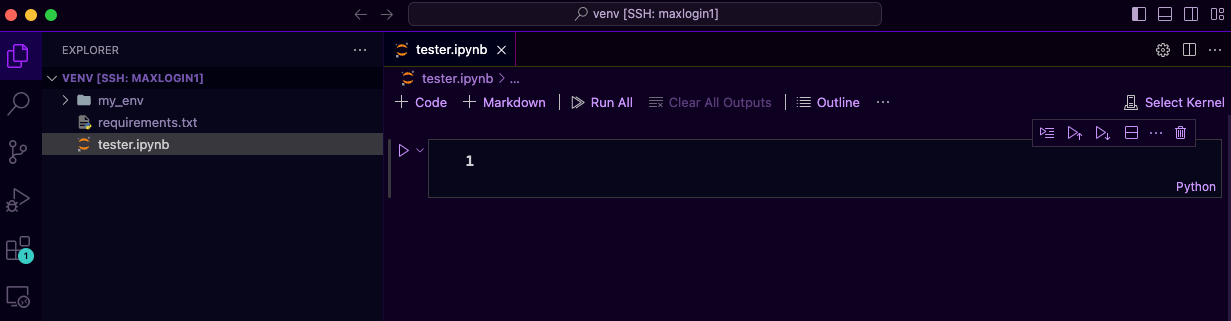 venv [SSH: maxlogin1]
EXPLORER
VENV [SSH: MAXLOGIN1]
my_env
requirements.txt
tester.ipynb
1
tester.ipynb
tester.ipynb > ...
Code Markdown Run All Clear All Outputs Outline ... Select Kernel
1
Python